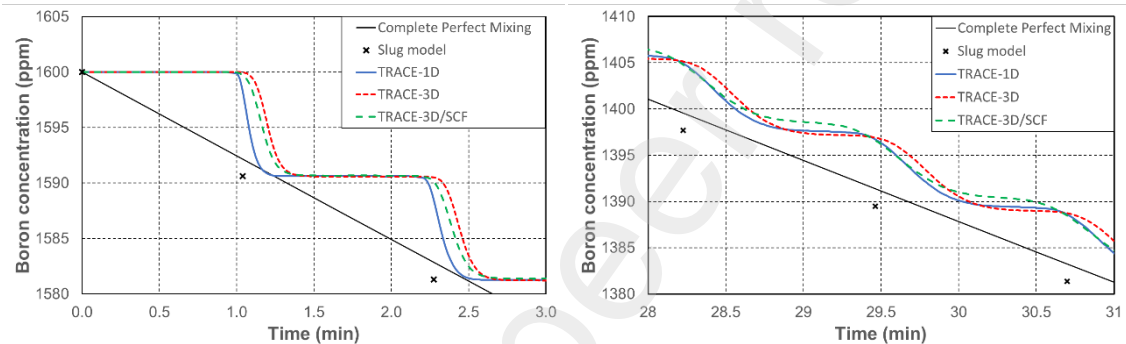 Boron concentration (ppm)
1605
1600
1595
1590
1585
1580
0.0 0.5 1.0 1.5 2.0 2.5 3.0
Time (min)
Complete Perfect Mixing
Slug model
TRACE-1D
TRACE-3D
TRACE-3D/SCF
Boron concentration (ppm)
1410
1405
1400
1395
1390
1385
1380
28 28.5 29 29.5 30 30.5 31
Time (min)
Complete Perfect Mixing
Slug model
TRACE-1D
TRACE-3D
TRACE-3D/SCF
peer r